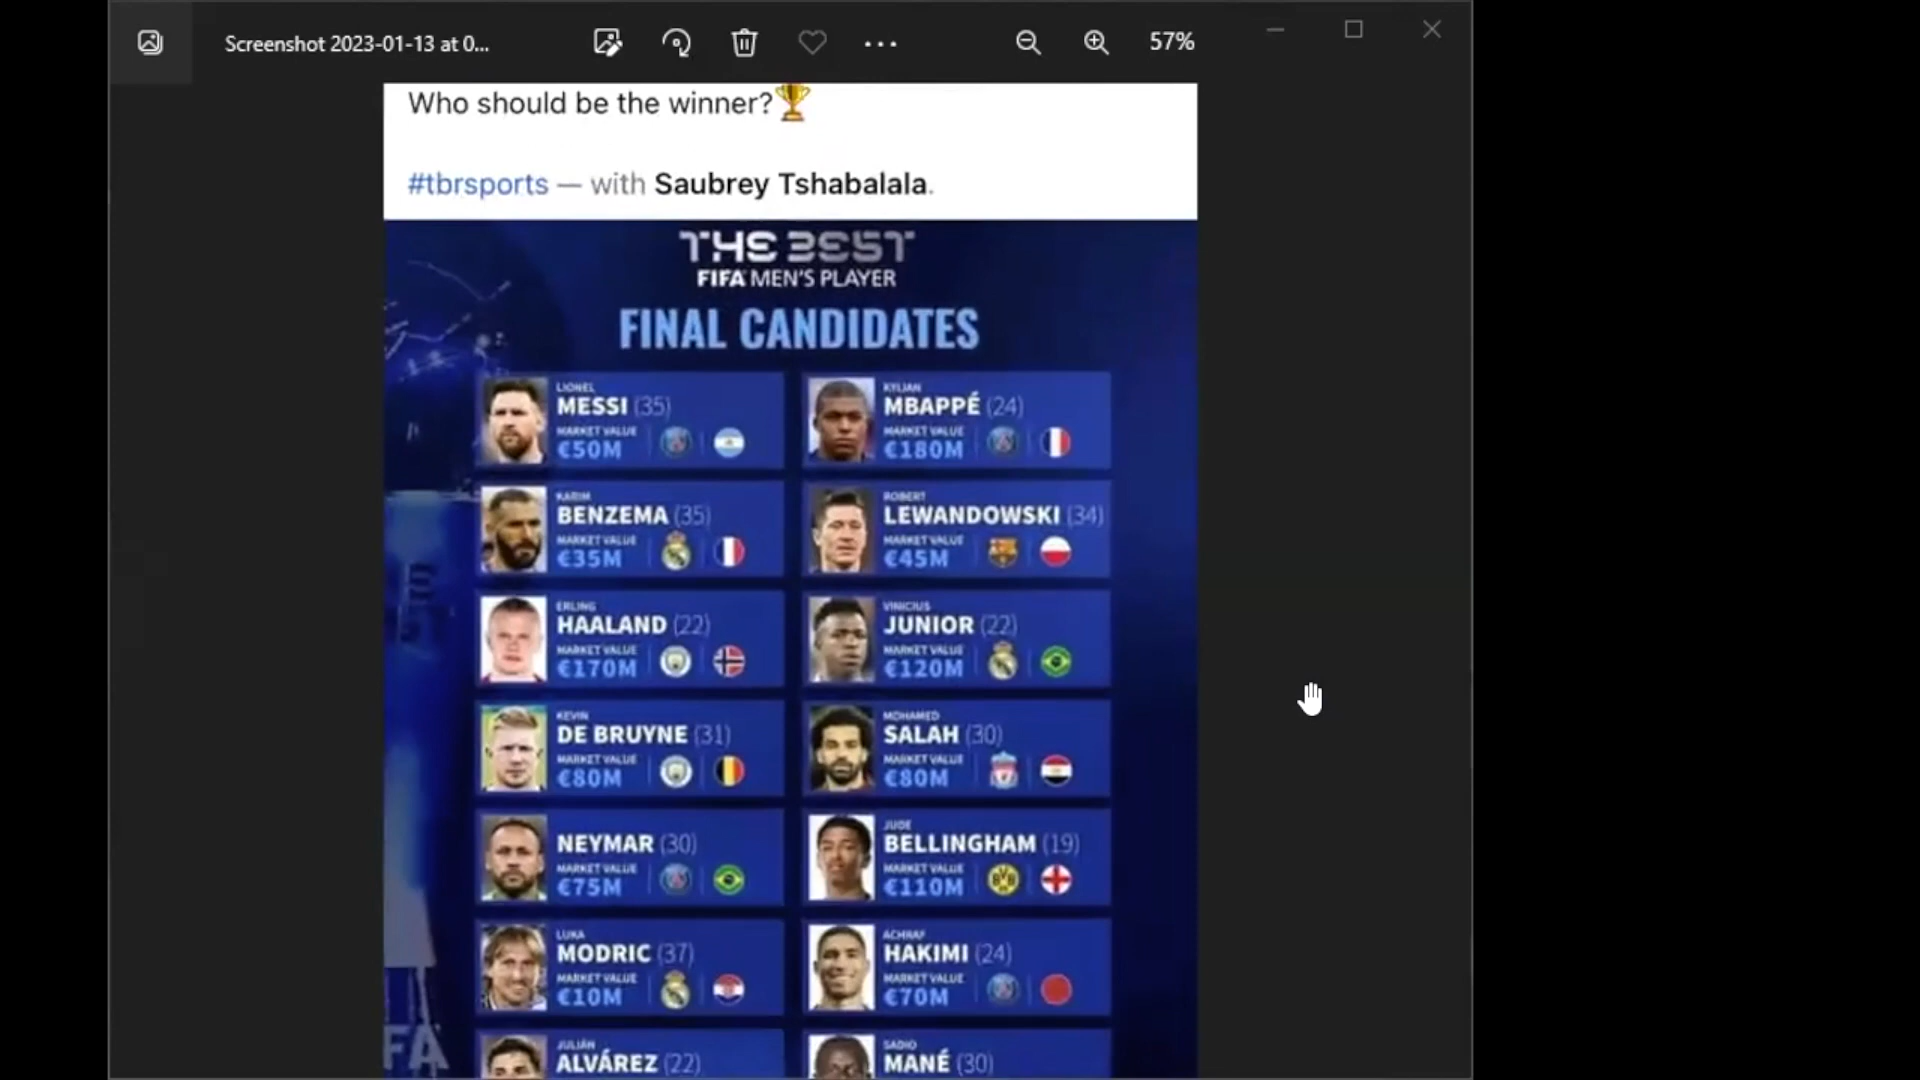 Screenshot 2023-01-13 at 0...
57%
Who should be the winner?🏆
#tbrsports — with Saubrey Tshabalala.
THE BEST
FIFA MEN'S PLAYER
FINAL CANDIDATES
LIONEL
MESSI (35)
MARKET VALUE
€50M
KYLIAN
MBAPPÉ (24)
MARKET VALUE
€180M
KARIM
BENZEMA (35)
MARKET VALUE
€35M
ROBERT
LEWANDOWSKI (34)
MARKET VALUE
€45M
ERLING
HAALAND (22)
MARKET VALUE
€170M
VINICIUS
JUNIOR (22)
MARKET VALUE
€120M
KEVIN
DE BRUYNE (31)
MARKET VALUE
€80M
MOHAMED
SALAH (30)
MARKET VALUE
€80M
NEYMAR (30)
MARKET VALUE
€75M
JUDE
BELLINGHAM (19)
MARKET VALUE
€110M
LUKA
MODRIC (37)
MARKET VALUE
€10M
ACHRAF
HAKIMI (24)
MARKET VALUE
€70M
JULIÁN
ALVÁREZ (22)
SADIO
MANÉ (30)
FA